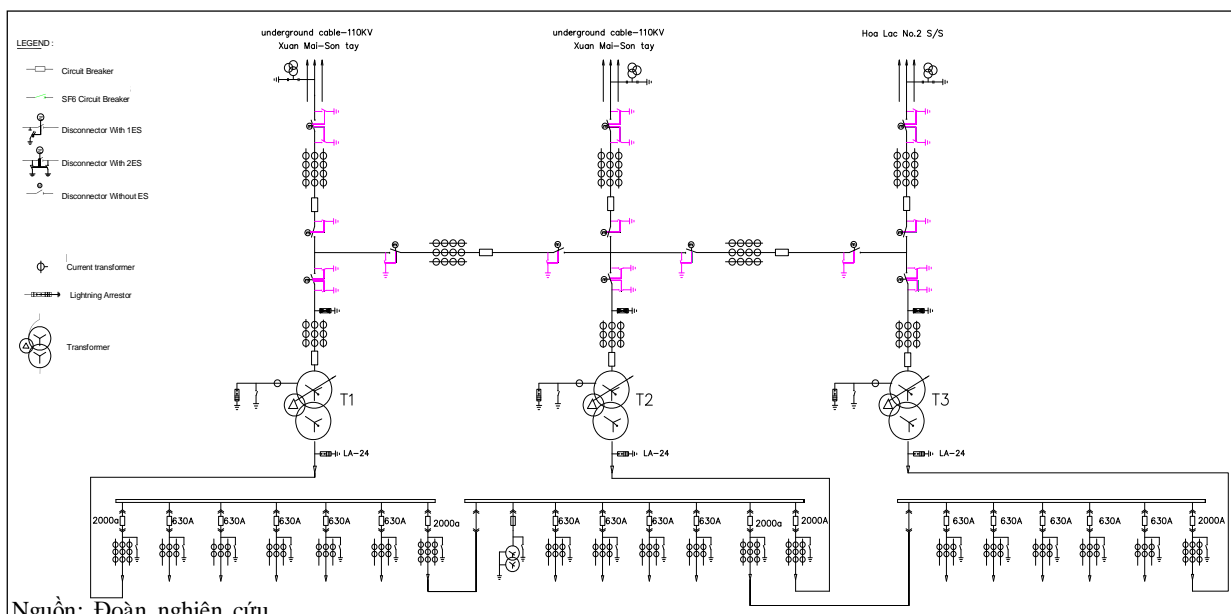 underground cable-110KV
Xuan Mai-Son tay
underground cable-110KV
Xuan Mai-Son tay
Hoa Lac No.2 S/S
LEGEND :
Circuit Breaker
SF6 Circuit Breaker
Disconnector With 1ES
Disconnector With 2ES
Disconnector Without ES
Current transformer
Lightning Arrestor
Transformer
T1
T2
T3
LA-24
LA-24
LA-24
2000a
630A
630A
630A
630A
630A
2000a
630A
630A
630A
630A
2000a
2000A
630A
630A
630A
630A
630A
2000A
Nguồn: Đoàn nghiên cứu